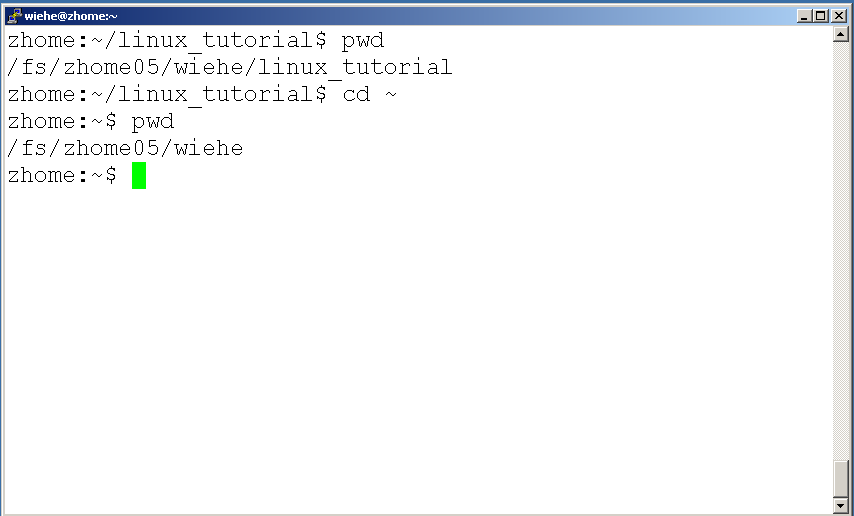 wiehe@zhome:~
zhome:~/linux_tutorial$ pwd
/fs/zhome05/wiehe/linux_tutorial
zhome:~/linux_tutorial$ cd ~
zhome:~$ pwd
/fs/zhome05/wiehe
zhome:~$